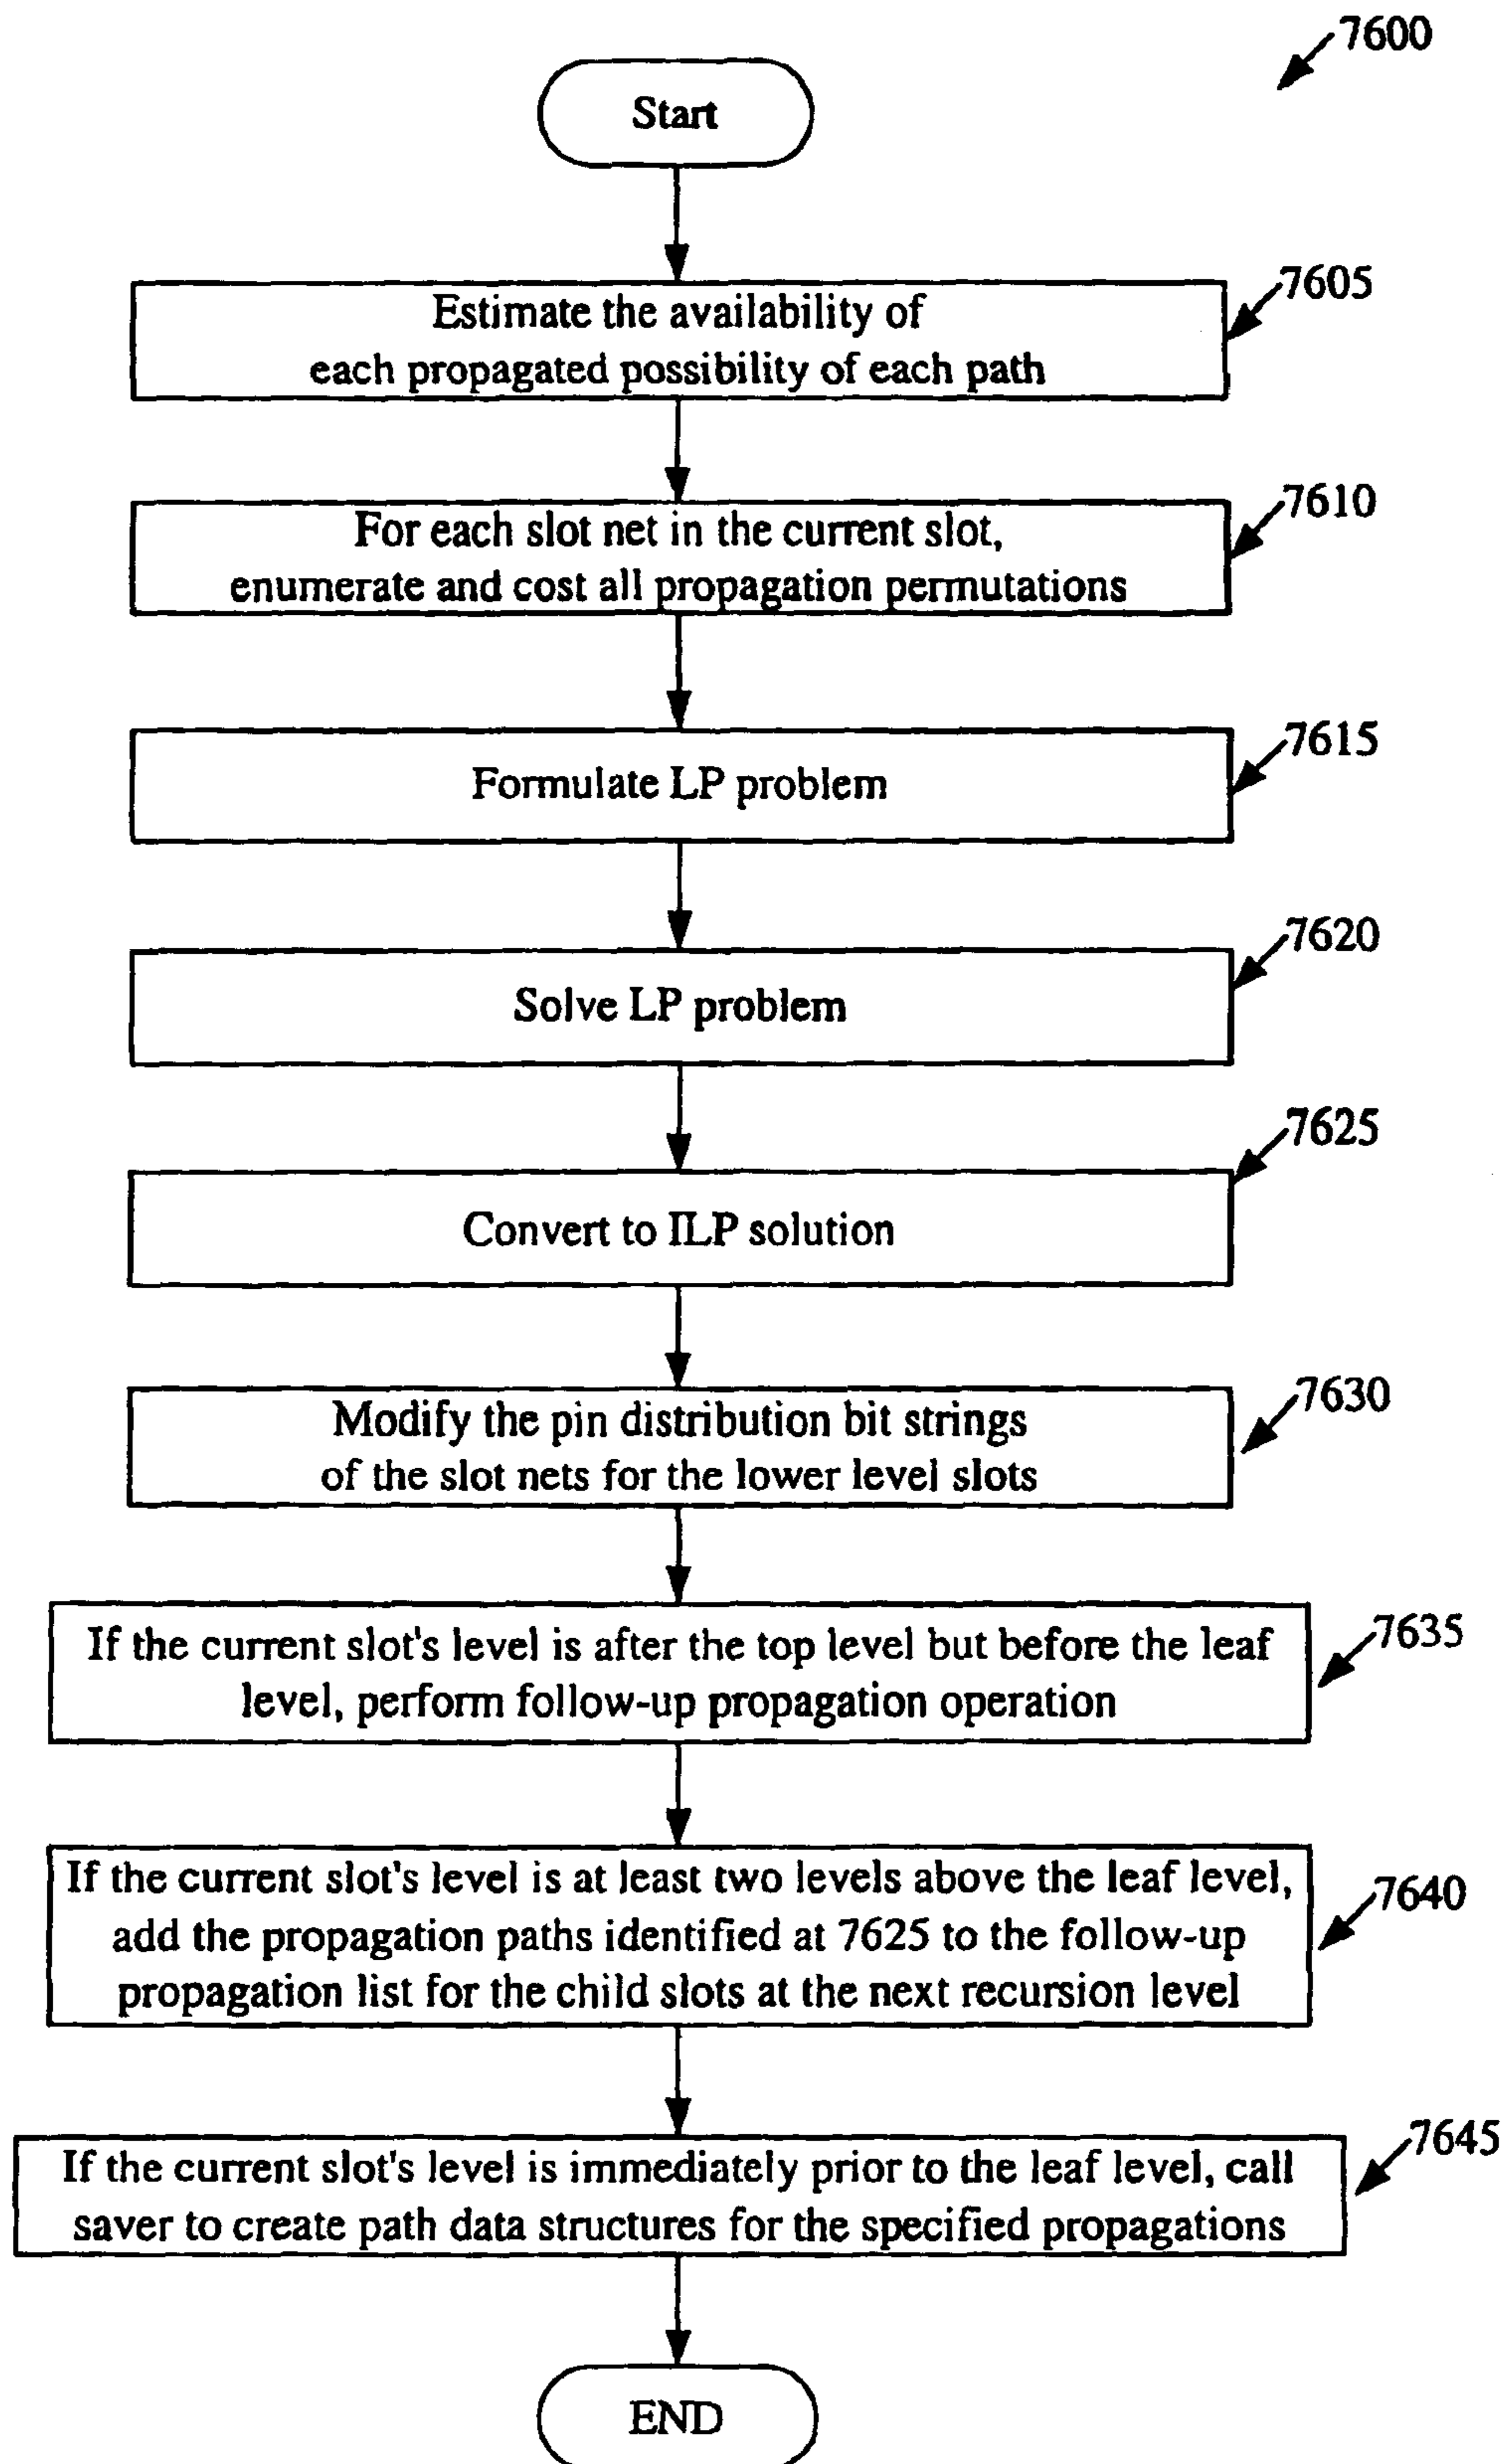 7600
Start
7605
Estimate the availability of
each propagated possibility of each path
7610
For each slot net in the current slot,
enumerate and cost all propagation permutations
7615
Formulate LP problem
7620
Solve LP problem
7625
Convert to ILP solution
7630
Modify the pin distribution bit strings
of the slot nets for the lower level slots
7635
If the current slot's level is after the top level but before the leaf
level, perform follow-up propagation operation
7640
If the current slot's level is at least two levels above the leaf level,
add the propagation paths identified at 7625 to the follow-up
propagation list for the child slots at the next recursion level
7645
If the current slot's level is immediately prior to the leaf level, call
saver to create path data structures for the specified propagations
END